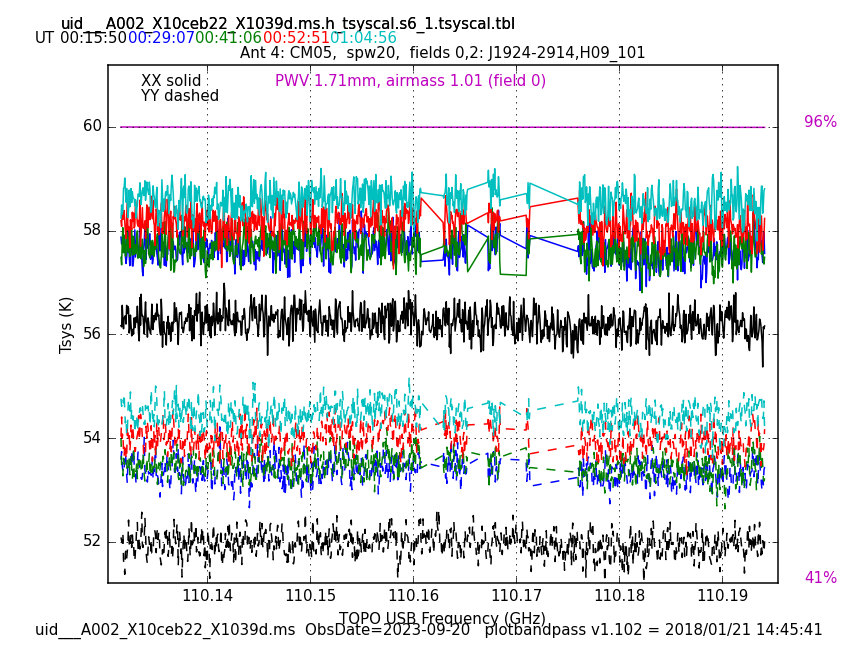 uid___A002_X10ceb22_X1039d.ms.h_tsyscal.s6_1.tsyscal.tbl
UT 00:15:50 00:29:07 00:41:06 00:52:51 01:04:56
Ant 4: CM05,  spw20,  fields 0,2: J1924-2914,H09_101
XX solid
PWV 1.71mm, airmass 1.01 (field 0)
YY dashed
96%
60
58
56
54
52
Tsys (K)
41%
110.14 110.15 110.16 110.17 110.18 110.19
TOPO USB Frequency (GHz)
uid___A002_X10ceb22_X1039d.ms  ObsDate=2023-09-20   plotbandpass v1.102 = 2018/01/21 14:45:41